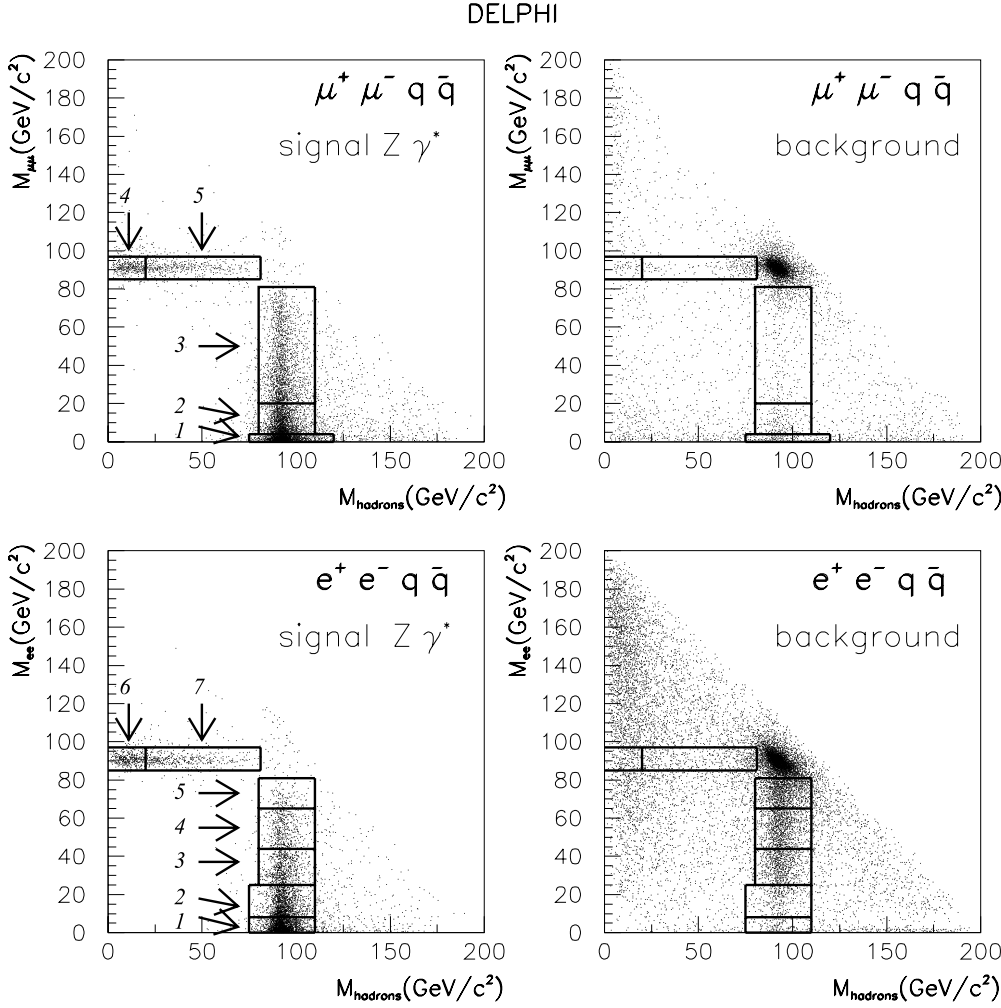 DELPHI
M_μμ(GeV/c²)
200
180
160
140
120
100
80
60
40
20
0
μ⁺ μ⁻ q q̄
signal Z γ*
4 5
3
2
1
0 50 100 150 200
M_hadrons(GeV/c²)
M_μμ(GeV/c²)
200
180
160
140
120
100
80
60
40
20
0
μ⁺ μ⁻ q q̄
background
0 50 100 150 200
M_hadrons(GeV/c²)
M_ee(GeV/c²)
200
180
160
140
120
100
80
60
40
20
0
e⁺ e⁻ q q̄
signal Z γ*
6 7
5
4
3
2
1
0 50 100 150 200
M_hadrons(GeV/c²)
M_ee(GeV/c²)
200
180
160
140
120
100
80
60
40
20
0
e⁺ e⁻ q q̄
background
0 50 100 150 200
M_hadrons(GeV/c²)